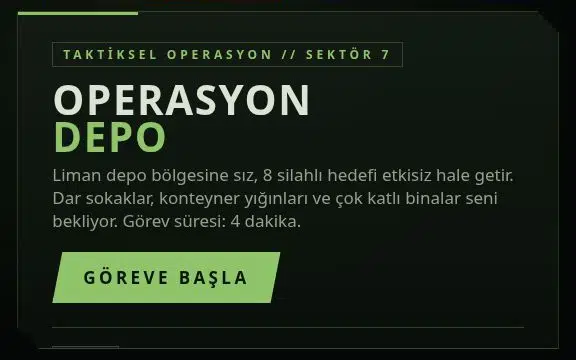 TAKTİKSEL OPERASYON // SEKTÖR 7
OPERASYON
DEPO
Liman depo bölgesine sız, 8 silahlı hedefi etkisiz hale getir.
Dar sokaklar, konteyner yığınları ve çok katlı binalar seni
bekliyor. Görev süresi: 4 dakika.
GÖREVE BAŞLA